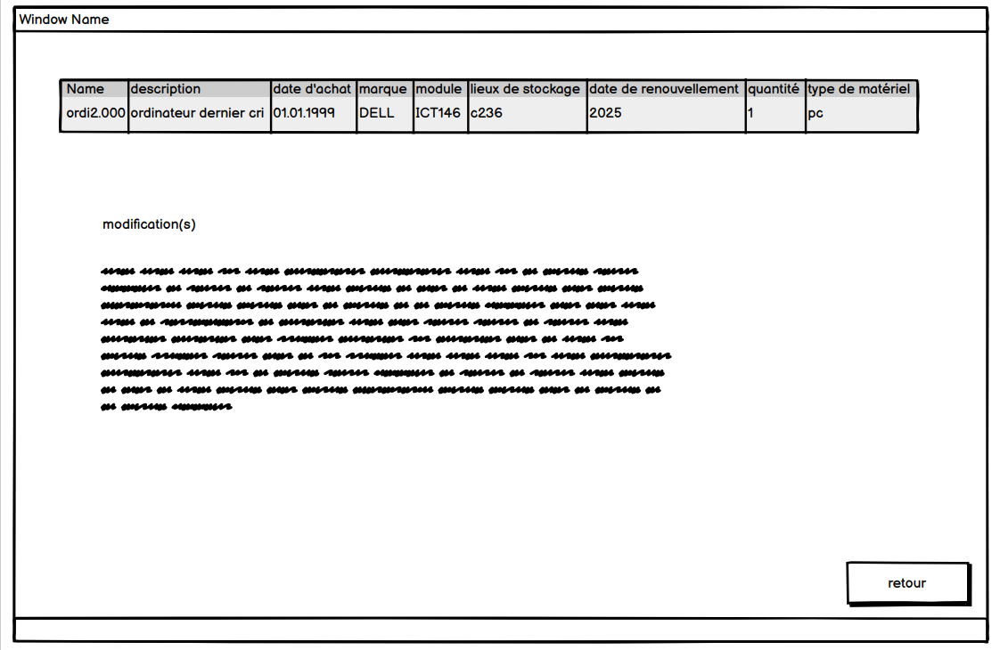 Window Name
Name description date d'achat marque module lieux de stockage date de renouvellement quantité type de matériel
ordi2.000 ordinateur dernier cri 01.01.1999 DELL ICT146 c236 2025 1 pc
modification(s)
retour